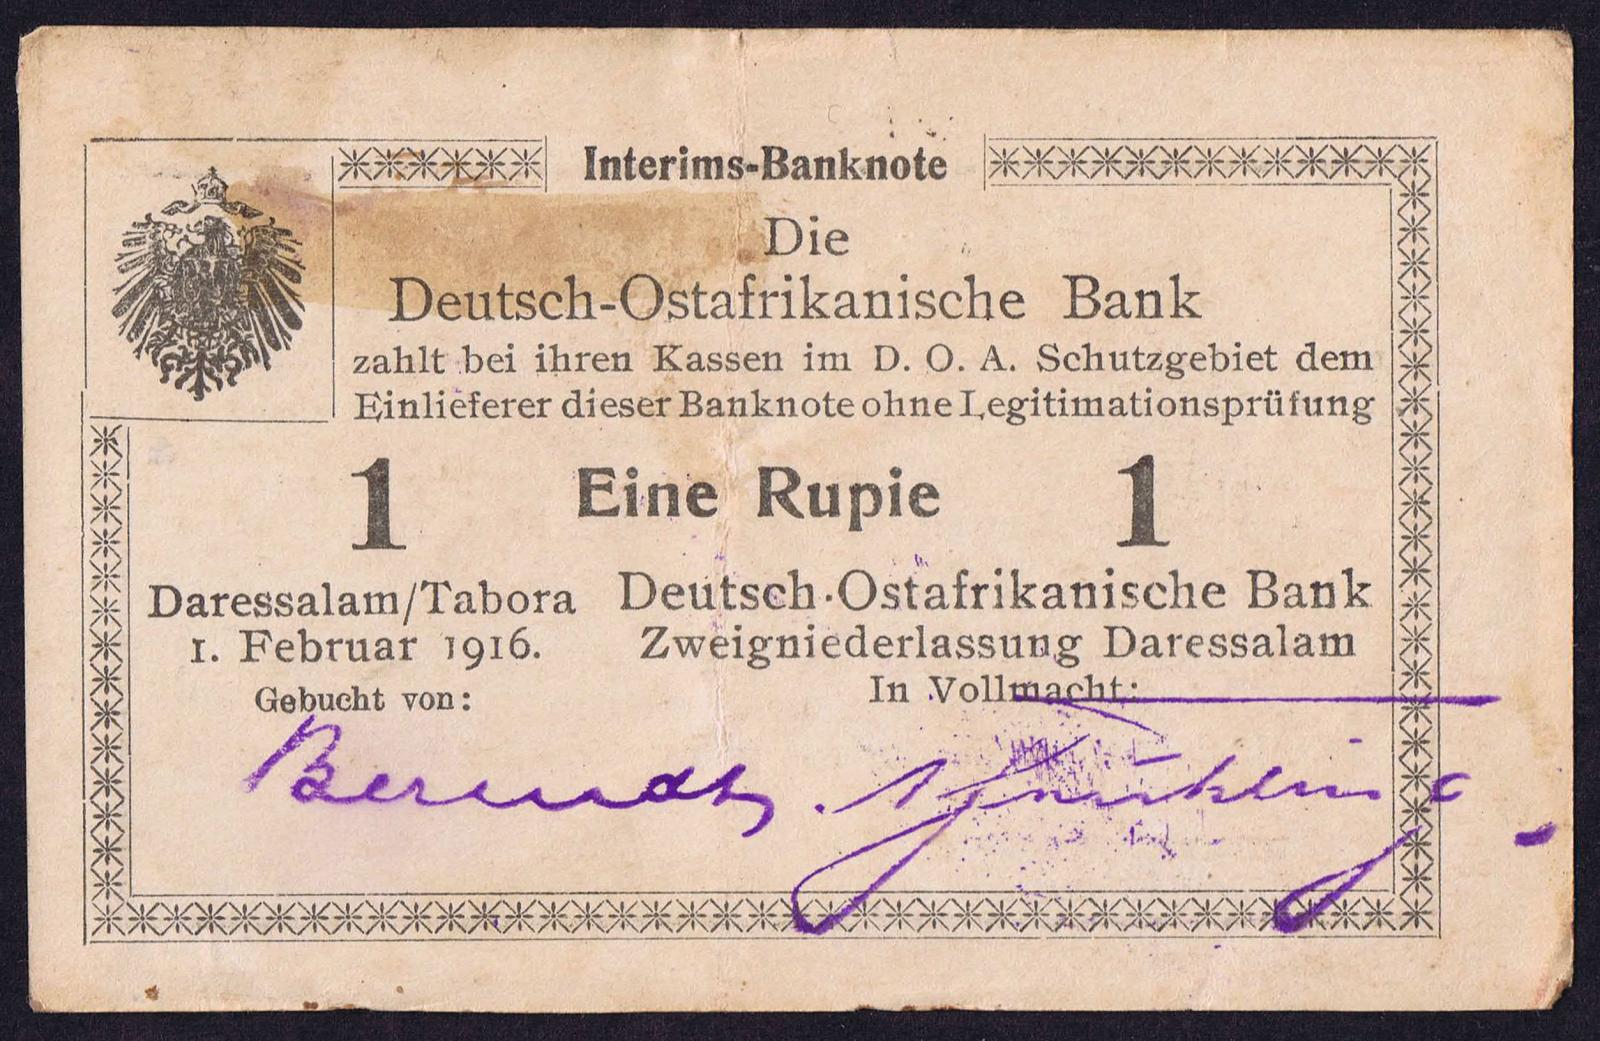 Interims-Banknote
Die
Deutsch-Ostafrikanische Bank
zahlt bei ihren Kassen im D. O. A. Schutzgebiet dem
Einlieferer dieser Banknote ohne Legitimationsprüfung
1 Eine Rupie 1
Daressalam/Tabora
1. Februar 1916.
Gebucht von:
Berendt
Deutsch-Ostafrikanische Bank
Zweigniederlassung Daressalam
In Vollmacht: